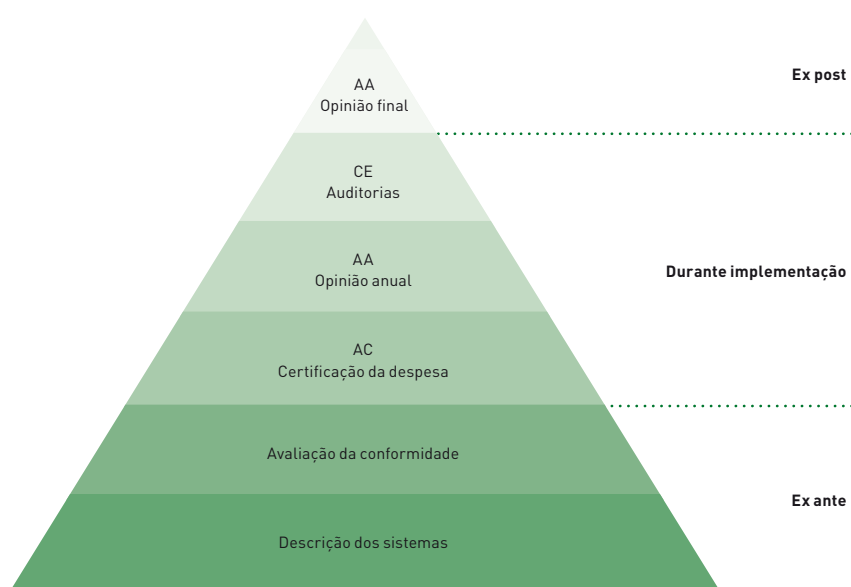 Ex post
AA
Opinião final
CE
Auditorias
AA
Opinião anual
Durante implementação
AC
Certificação da despesa
Avaliação da conformidade
Ex ante
Descrição dos sistemas